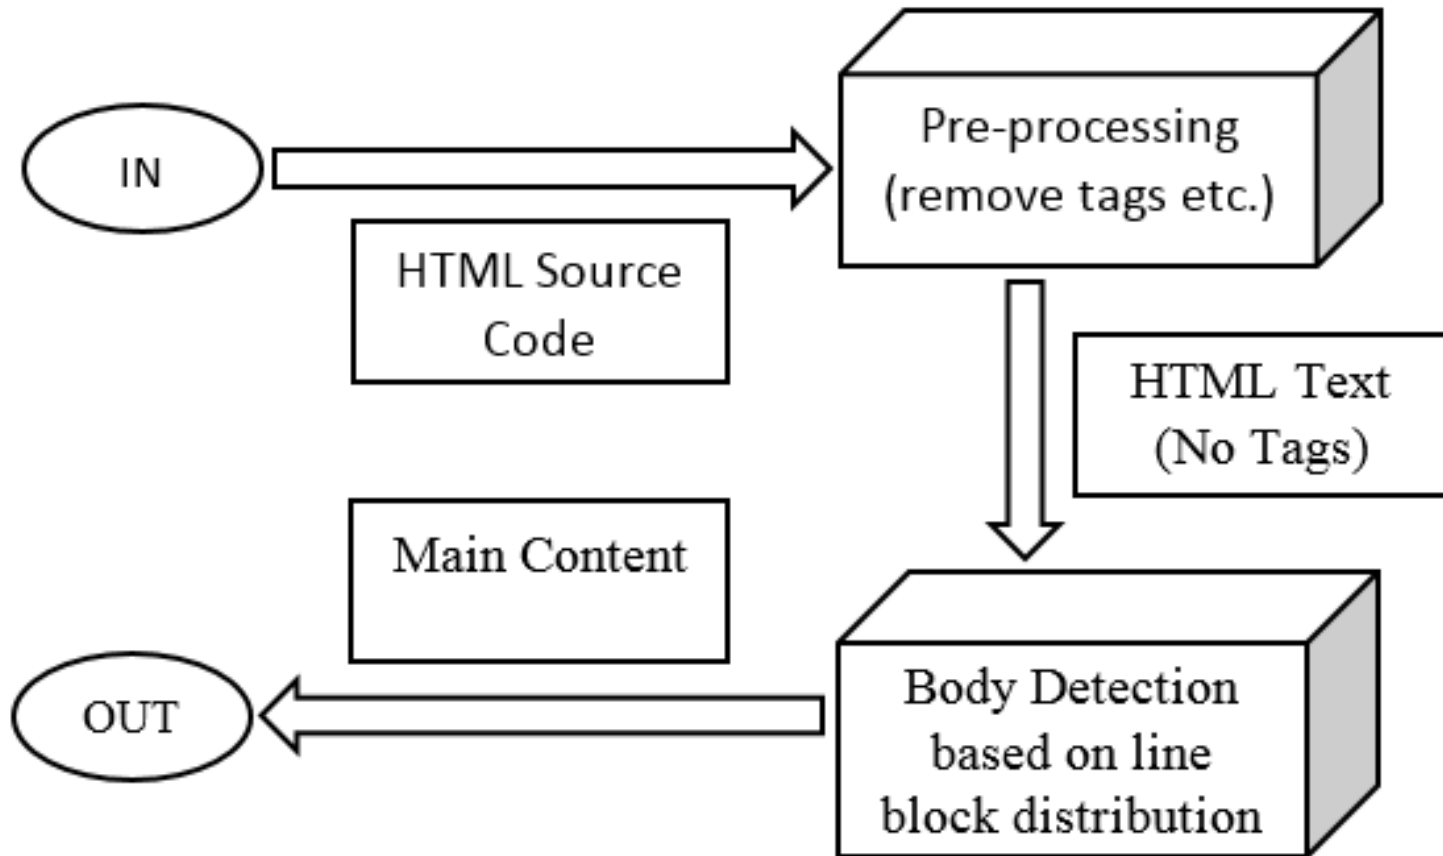 IN
Pre-processing
(remove tags etc.)
HTML Source
Code
HTML Text
(No Tags)
Main Content
OUT
Body Detection
based on line
block distribution